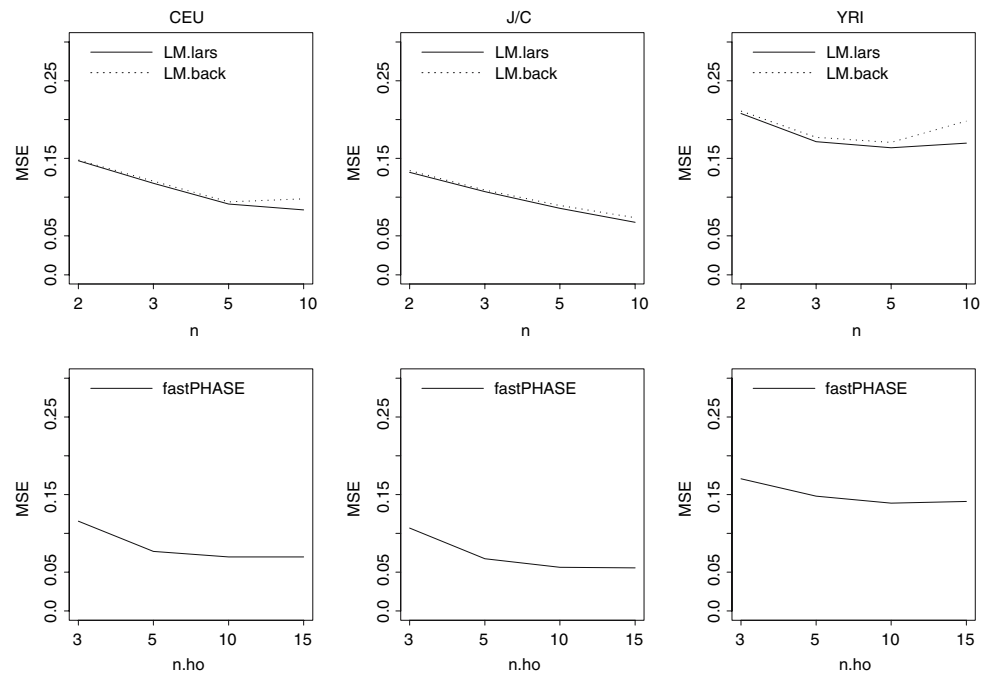 CEU
LM.lars
LM.back
MSE
0.25
0.15
0.05
0.0
2 3 5 10
n
J/C
LM.lars
LM.back
MSE
0.25
0.15
0.05
0.0
2 3 5 10
n
YRI
LM.lars
LM.back
MSE
0.25
0.15
0.05
0.0
2 3 5 10
n
fastPHASE
MSE
0.25
0.15
0.05
0.0
3 5 10 15
n.ho
fastPHASE
MSE
0.25
0.15
0.05
0.0
3 5 10 15
n.ho
fastPHASE
MSE
0.25
0.15
0.05
0.0
3 5 10 15
n.ho